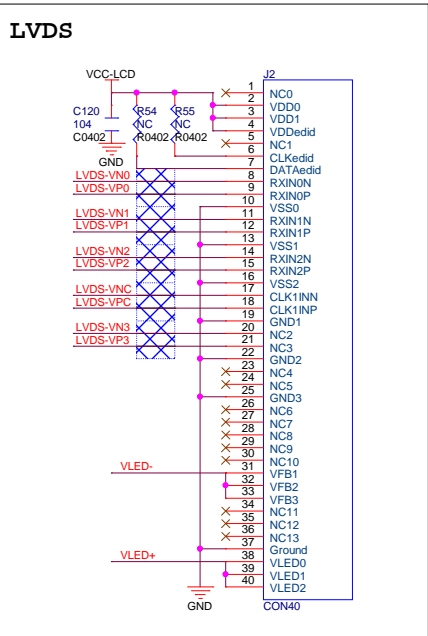 LVDS
VCC-LCD
J2
C120
104
C0402
R54
NC
R0402
R55
NC
R0402
GND
1 NC0
2 VDD0
3 VDD1
4 VDDedid
5 NC1
6 CLKedid
7 DATAedid
LVDS-VN0 8 RXIN0N
LVDS-VP0 9 RXIN0P
10 VSS0
LVDS-VN1 11 RXIN1N
LVDS-VP1 12 RXIN1P
13 VSS1
LVDS-VN2 14 RXIN2N
LVDS-VP2 15 RXIN2P
16 VSS2
LVDS-VNC 17 CLK1INN
LVDS-VPC 18 CLK1INP
19 GND1
LVDS-VN3 20 NC2
LVDS-VP3 21 NC3
22 GND2
23 NC4
24 NC5
25 GND3
26 NC6
27 NC7
28 NC8
29 NC9
30 NC10
VLED- 31 VFB1
32 VFB2
33 VFB3
34 NC11
35 NC12
36 NC13
37 Ground
VLED+ 38 VLED0
39 VLED1
40 VLED2
GND
CON40